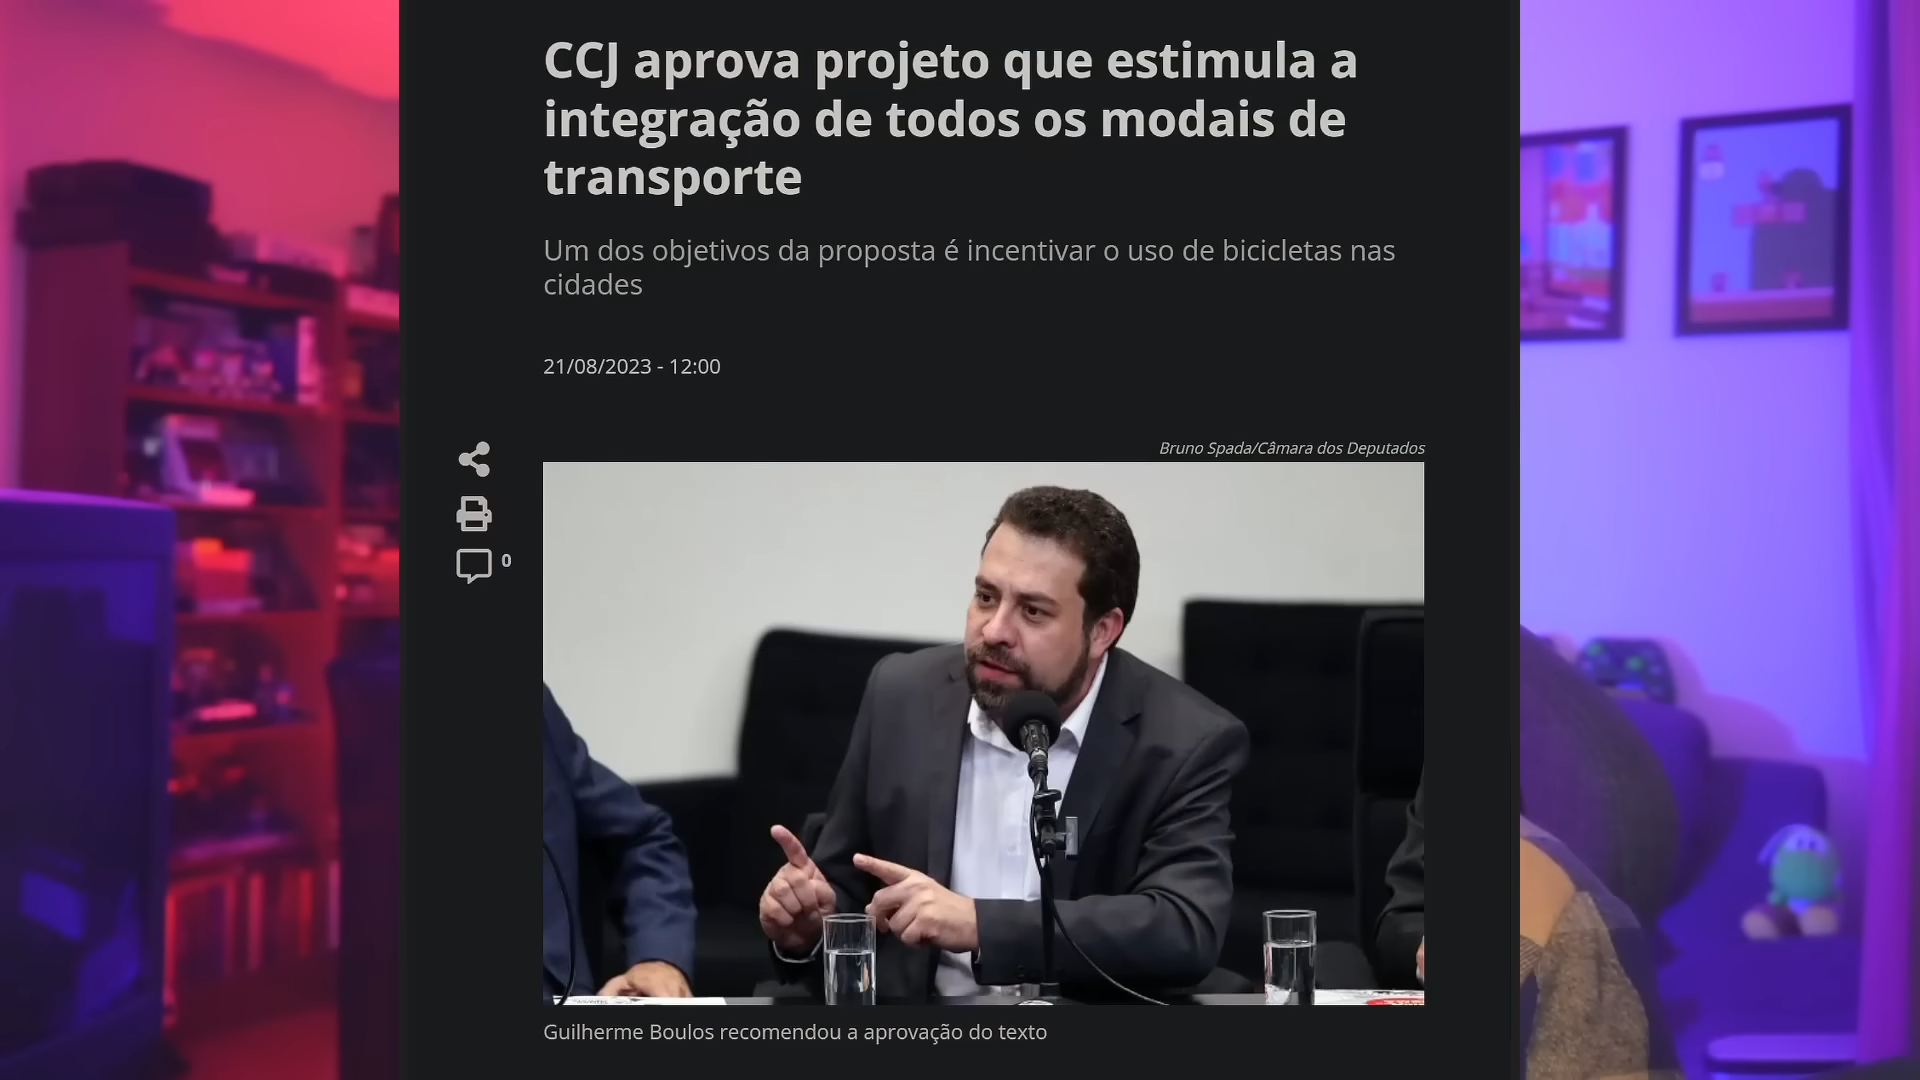 CCJ aprova projeto que estimula a
integração de todos os modais de
transporte
Um dos objetivos da proposta é incentivar o uso de bicicletas nas
cidades
21/08/2023 - 12:00
Bruno Spada/Câmara dos Deputados
0
Guilherme Boulos recomendou a aprovação do texto